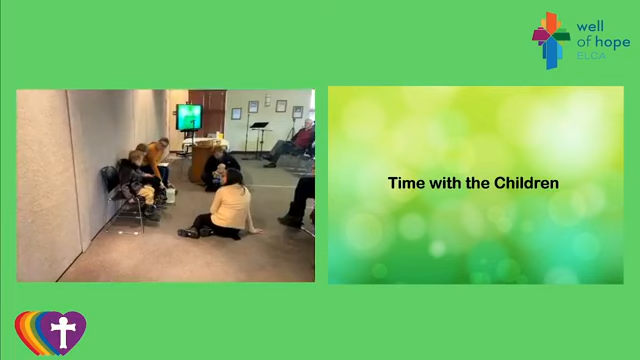 well
of hope
ELCA
Time with the Children